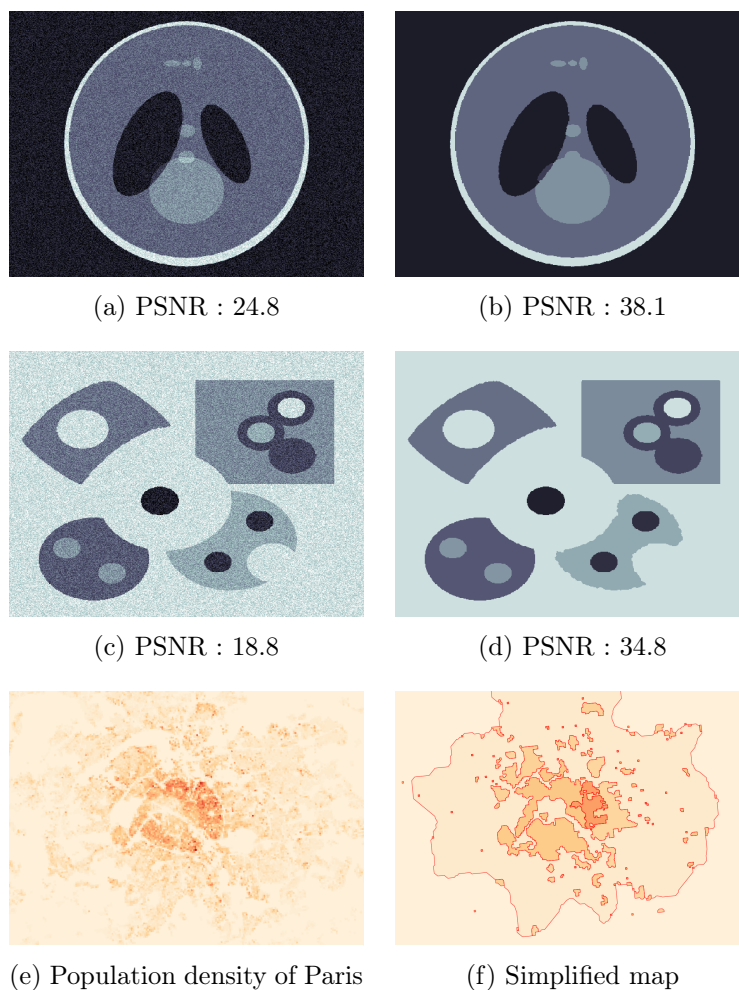 (a) PSNR : 24.8
(b) PSNR : 38.1
(c) PSNR : 18.8
(d) PSNR : 34.8
(e) Population density of Paris
(f) Simplified map